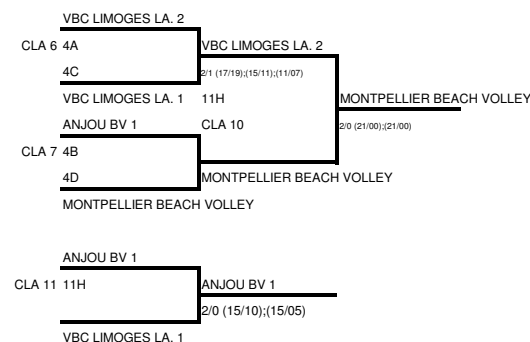 VBC LIMOGES LA. 2
CLA 6 4A VBC LIMOGES LA. 2
4C 2/1 (17/19);(15/11);(11/07)
VBC LIMOGES LA. 1 11H MONTPELLIER BEACH VOLLEY
ANJOU BV 1 CLA 10 2/0 (21/00);(21/00)
CLA 7 4B
4D MONTPELLIER BEACH VOLLEY
MONTPELLIER BEACH VOLLEY
ANJOU BV 1
CLA 11 11H ANJOU BV 1
2/0 (15/10);(15/05)
VBC LIMOGES LA. 1